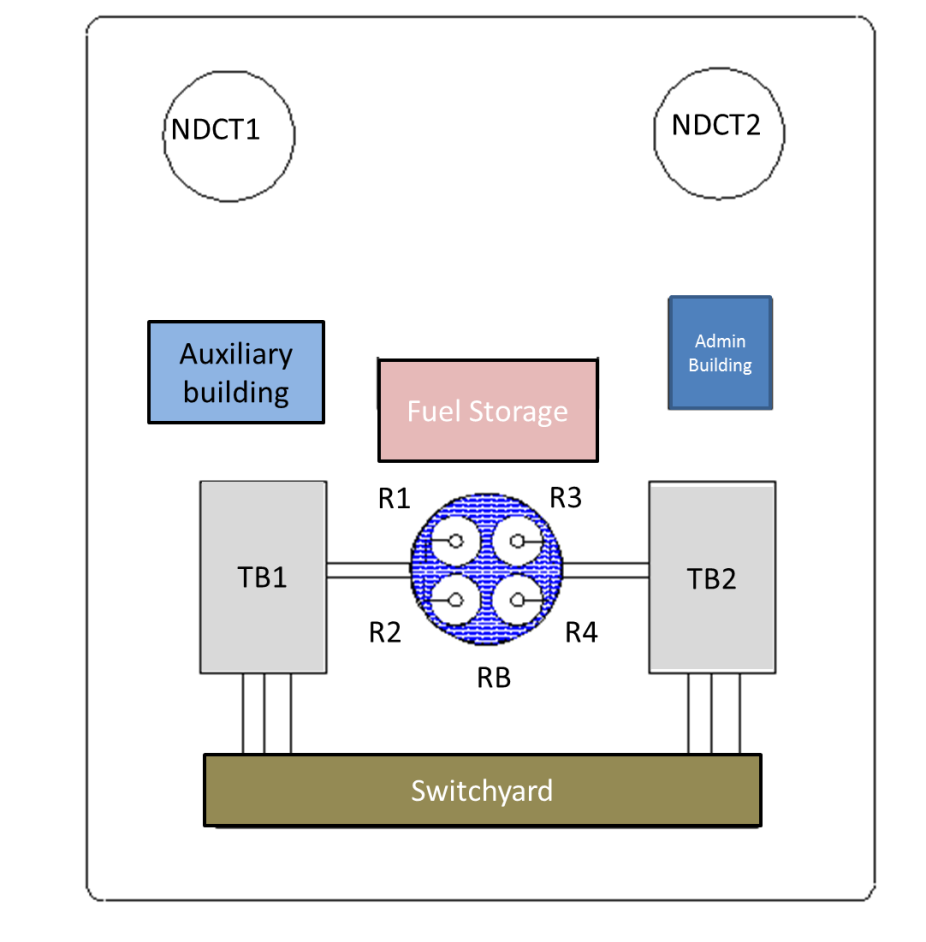 NDCT1
NDCT2
Auxiliary
building
Admin
Building
Fuel Storage
R1
R3
TB1
TB2
R2
R4
RB
Switchyard